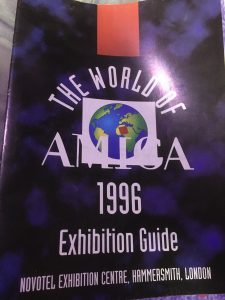 THE WORLD OF
AMIGA
1996
Exhibition Guide
NOVOTEL EXHIBITION CENTRE, HAMMERSMITH, LONDON